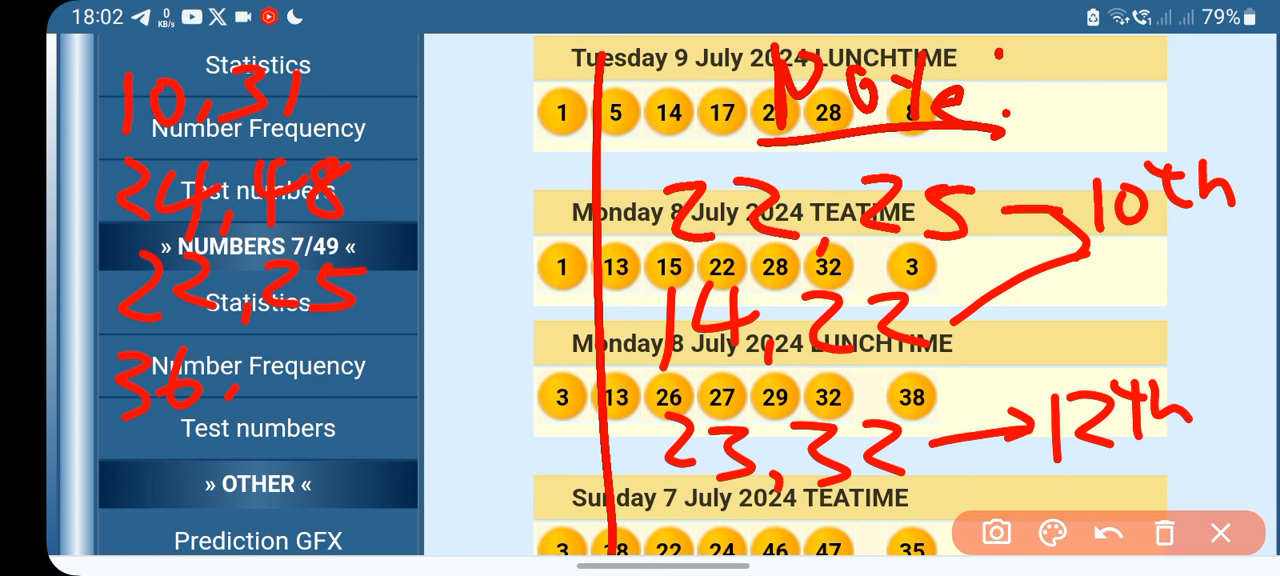 18:02 0 KB/s 79%
Statistics
Number Frequency
Test numbers
» NUMBERS 7/49 «
Statistics
Number Frequency
Test numbers
» OTHER «
Prediction GFX
10,31
24,48
22,25
36,
Tuesday 9 July 2024 LUNCHTIME
1 5 14 17 28 8
Note:
Monday 8 July 2024 TEATIME
22,25 10th
1 13 15 22 28 32 3
14,22
Monday 8 July 2024 LUNCHTIME
3 13 26 27 29 32 38
23,32 → 12th
Sunday 7 July 2024 TEATIME
3 18 22 24 46 47 35